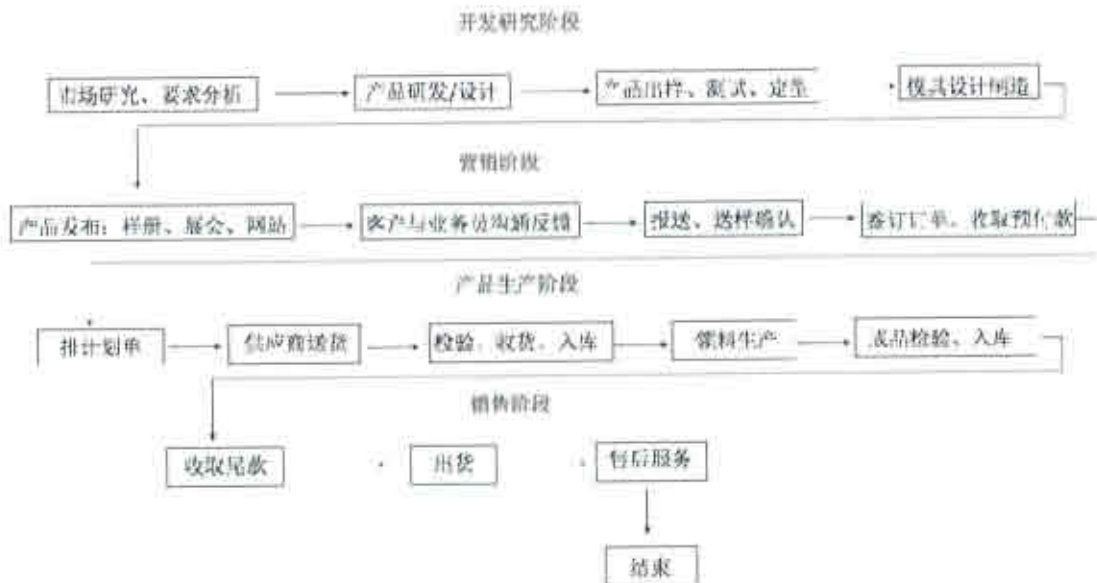 开发研究阶段
市场研究、要求分析
产品研发/设计
产品出样、测式、定型
模具设计制造
营销阶段
产品发布:样册、展会、网站
客户与业务员沟通反馈
报送、送样确认
签订订单、收取预付款
产品生产阶段
排计划单
供应商送货
检验、收货、入库
领料生产
成品检验、入库
销售阶段
收取尾款
出货
售后服务
结束